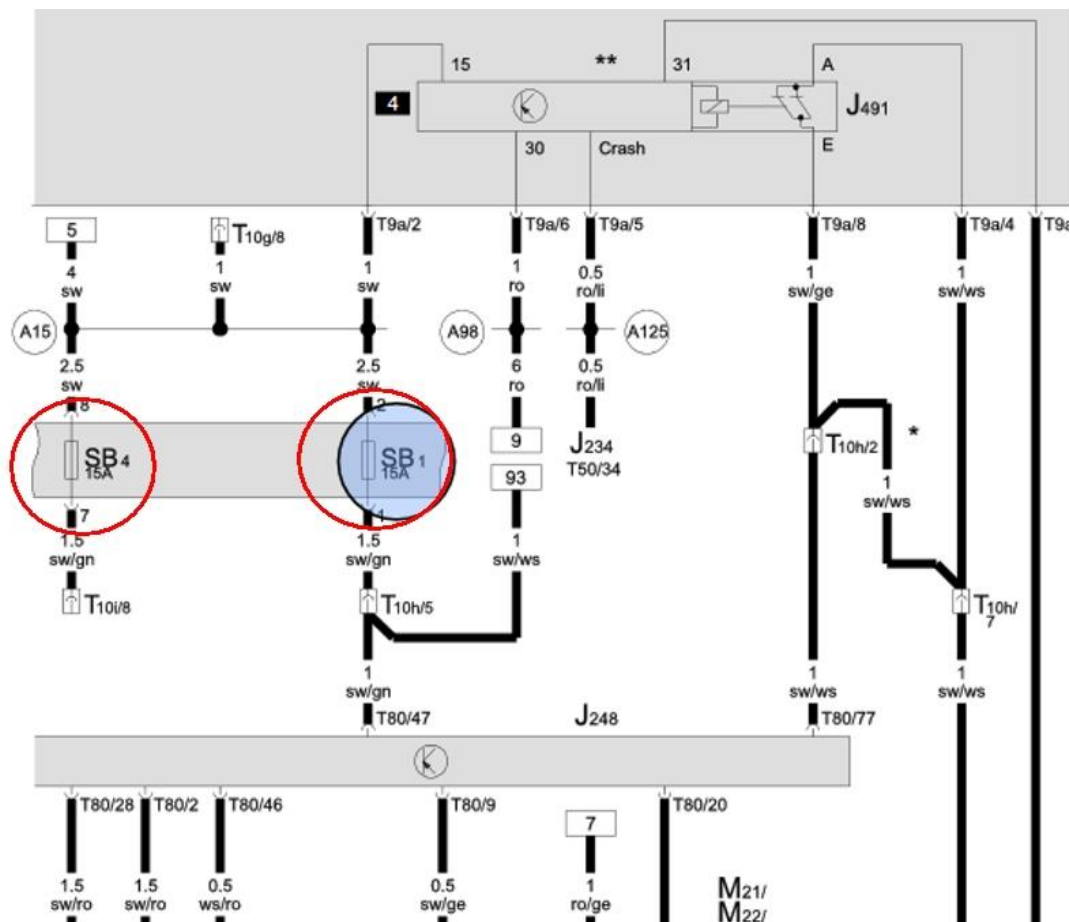 15
**
31
A
4
J491
30
Crash
E
5
T10g/8
T9a/2
T9a/6
T9a/5
T9a/8
T9a/4
T9a
4
sw
1
sw
1
sw
1
ro
0.5
ro/li
1
sw/ge
1
sw/ws
A15
A98
A125
2.5
sw
2.5
sw
6
ro
0.5
ro/li
8
2
9
J234
T50/34
T10h/2
*
SB4
15A
SB1
15A
93
1
sw/ws
7
1
1.5
sw/gn
1.5
sw/gn
1
sw/ws
T10i/8
T10h/5
T10h/
7
1
sw/gn
1
sw/ws
1
sw/ws
T80/47
J248
T80/77
T80/28
T80/2
T80/46
T80/9
T80/20
7
1.5
sw/ro
1.5
sw/ro
0.5
ws/ro
0.5
sw/ge
1
ro/ge
M21/
M22/